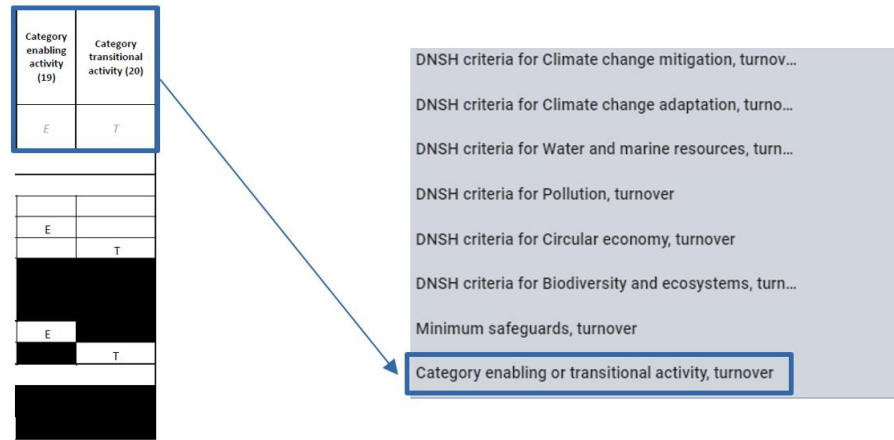 Category
enabling
activity
(19)
Category
transitional
activity (20)
E
T
E
T
E
T
DNSH criteria for Climate change mitigation, turnov...
DNSH criteria for Climate change adaptation, turno...
DNSH criteria for Water and marine resources, turn...
DNSH criteria for Pollution, turnover
DNSH criteria for Circular economy, turnover
DNSH criteria for Biodiversity and ecosystems, turn...
Minimum safeguards, turnover
Category enabling or transitional activity, turnover